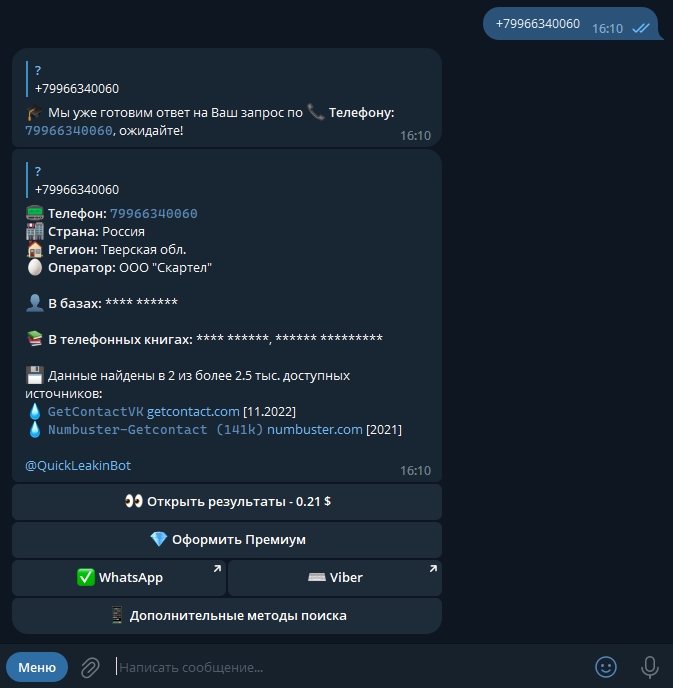 +79966340060 16:10
?
+79966340060
Мы уже готовим ответ на Ваш запрос по Телефону:
79966340060, ожидайте!
16:10
?
+79966340060
Телефон: 79966340060
Страна: Россия
Регион: Тверская обл.
Оператор: ООО "Скартел"
В базах: **** ******
В телефонных книгах: **** ******, ****** *********
Данные найдены в 2 из более 2.5 тыс. доступных
источников:
GetContactVK getcontact.com [11.2022]
Numbuster-Getcontact (141k) numbuster.com [2021]
@QuickLeakinBot
16:10
Открыть результаты - 0.21 $
Оформить Премиум
WhatsApp
Viber
Дополнительные методы поиска
Меню
Написать сообщение...